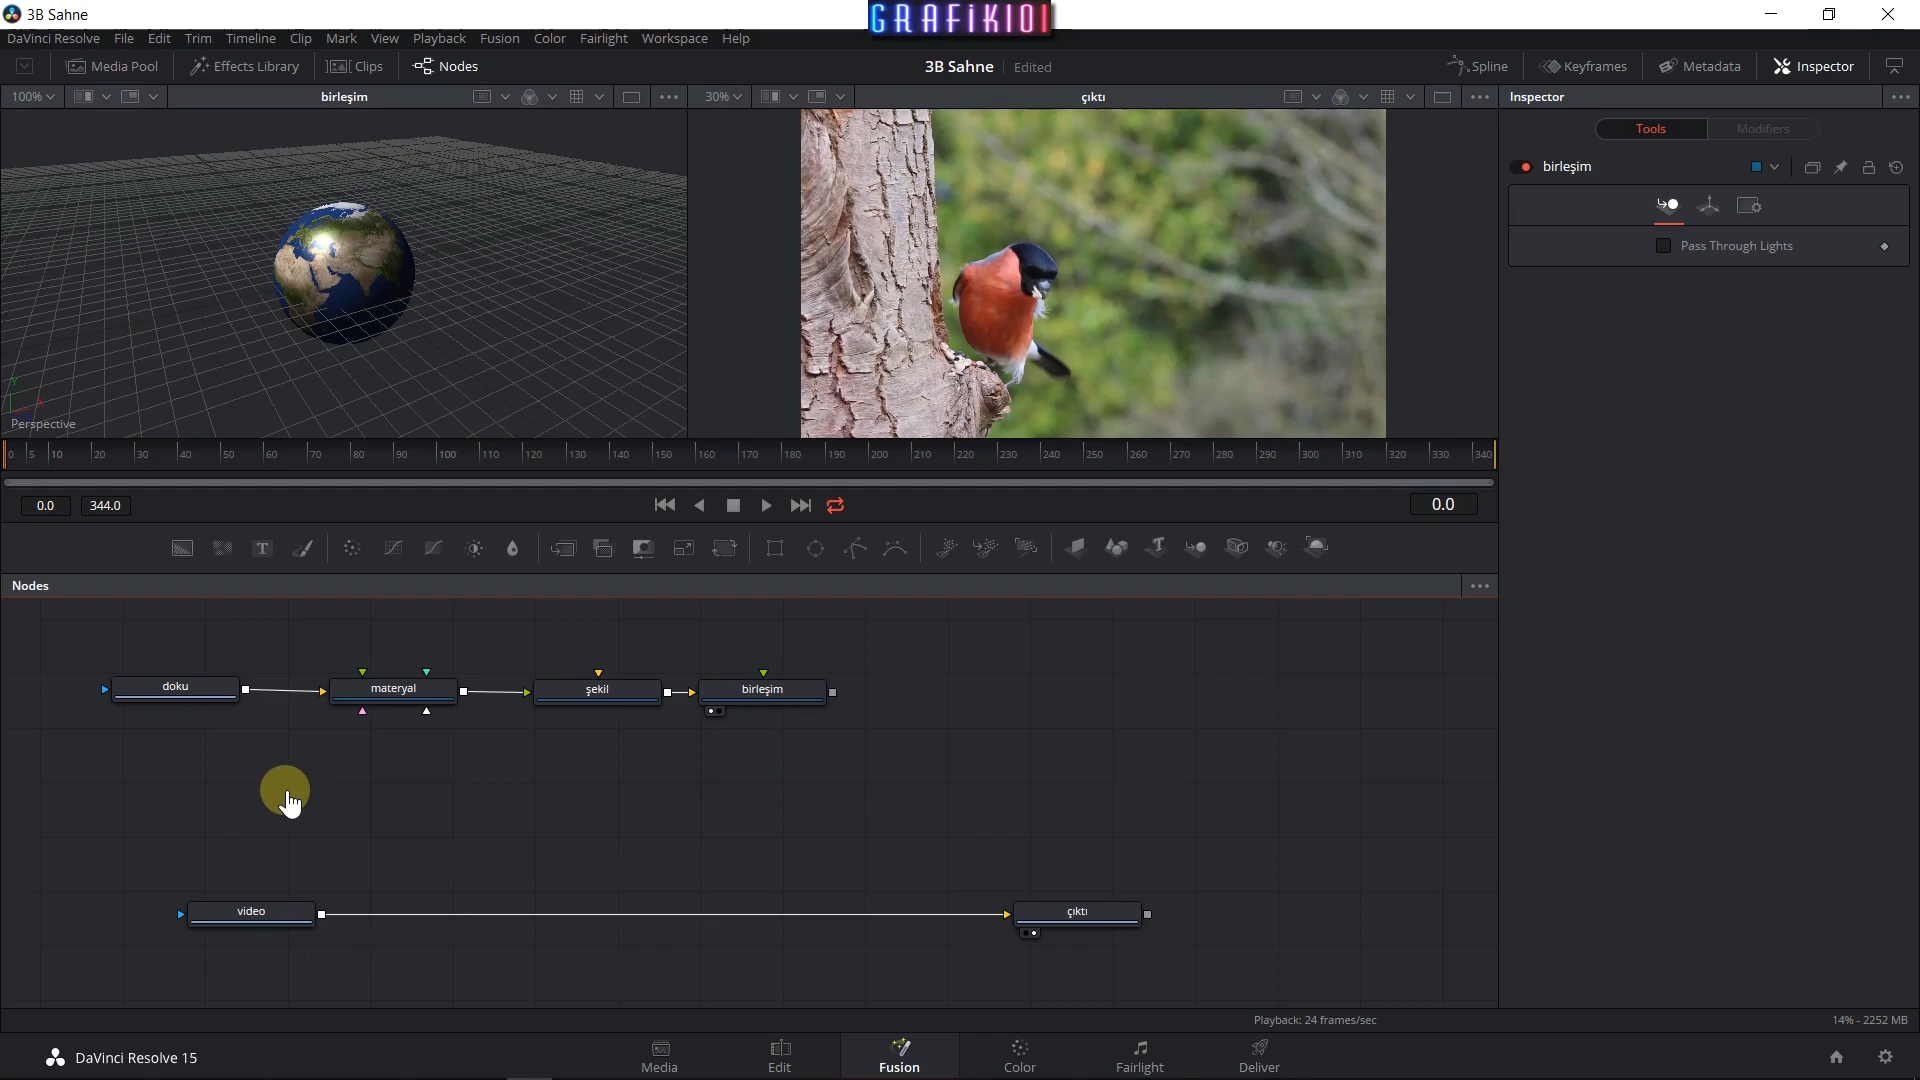 3B Sahne
GRAFiK101
DaVinci Resolve File Edit Trim Timeline Clip Mark View Playback Fusion Color Fairlight Workspace Help
Media Pool Effects Library Clips Nodes 3B Sahne Edited Spline Keyframes Metadata Inspector
100% birleşim 30% çıktı Inspector
Tools Modifiers
birleşim
Pass Through Lights
Y
X
Perspective
0 5 10 20 30 40 50 60 70 80 90 100 110 120 130 140 150 160 170 180 190 200 210 220 230 240 250 260 270 280 290 300 310 320 330 340
0.0 344.0 0.0
T
Nodes
doku materyal şekil birleşim
video çıktı
Playback: 24 frames/sec 14% - 2252 MB
DaVinci Resolve 15 Media Edit Fusion Color Fairlight Deliver